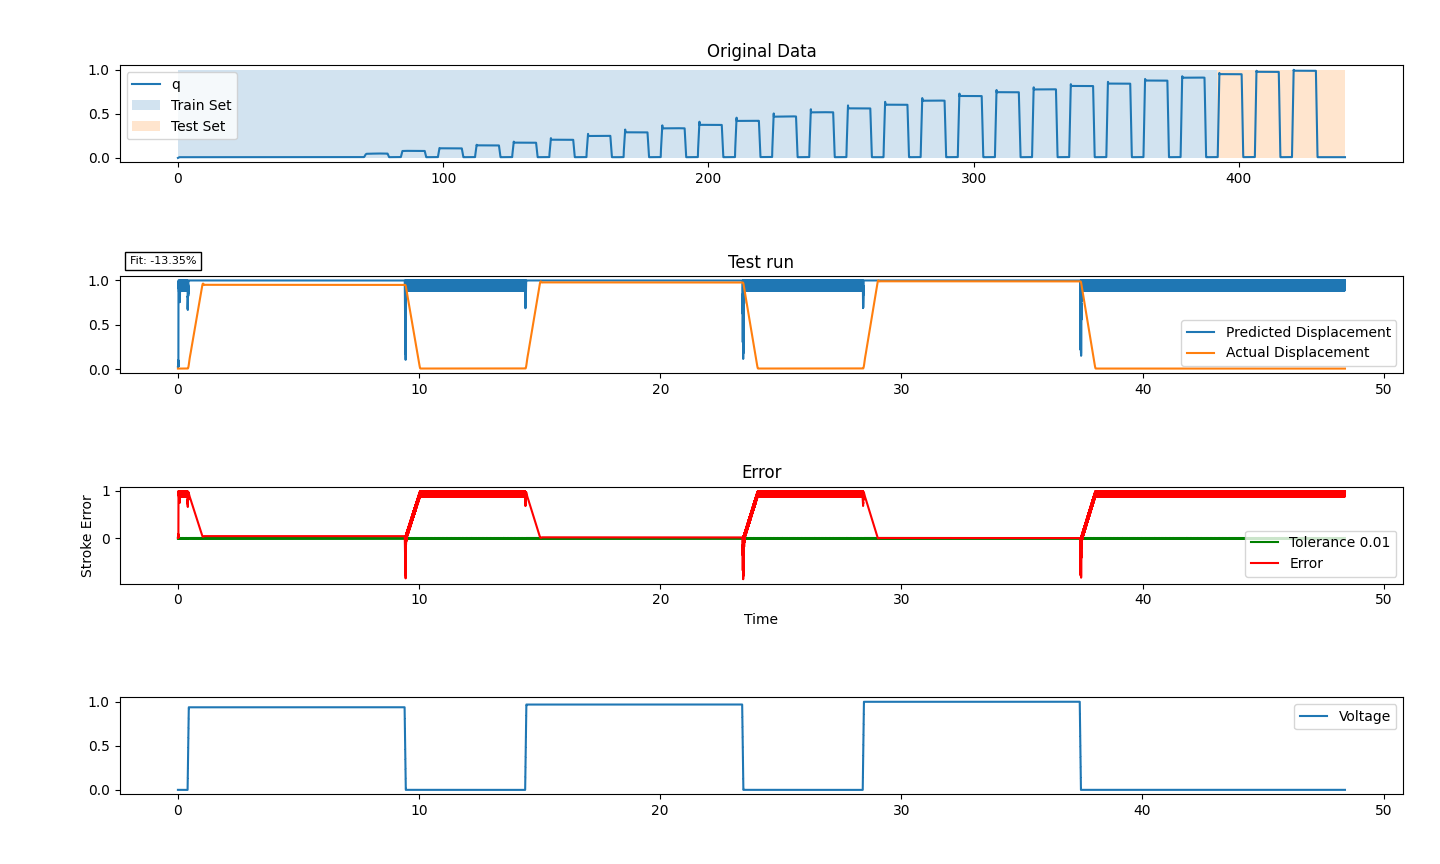 Original Data
1.0
0.5
0.0
q
Train Set
Test Set
0 100 200 300 400
Fit: -13.35%
Test run
1.0
0.5
0.0
Predicted Displacement
Actual Displacement
0 10 20 30 40 50
Error
Stroke Error
1
0
Tolerance 0.01
Error
0 10 20 30 40 50
Time
1.0
0.5
0.0
Voltage
0 10 20 30 40 50